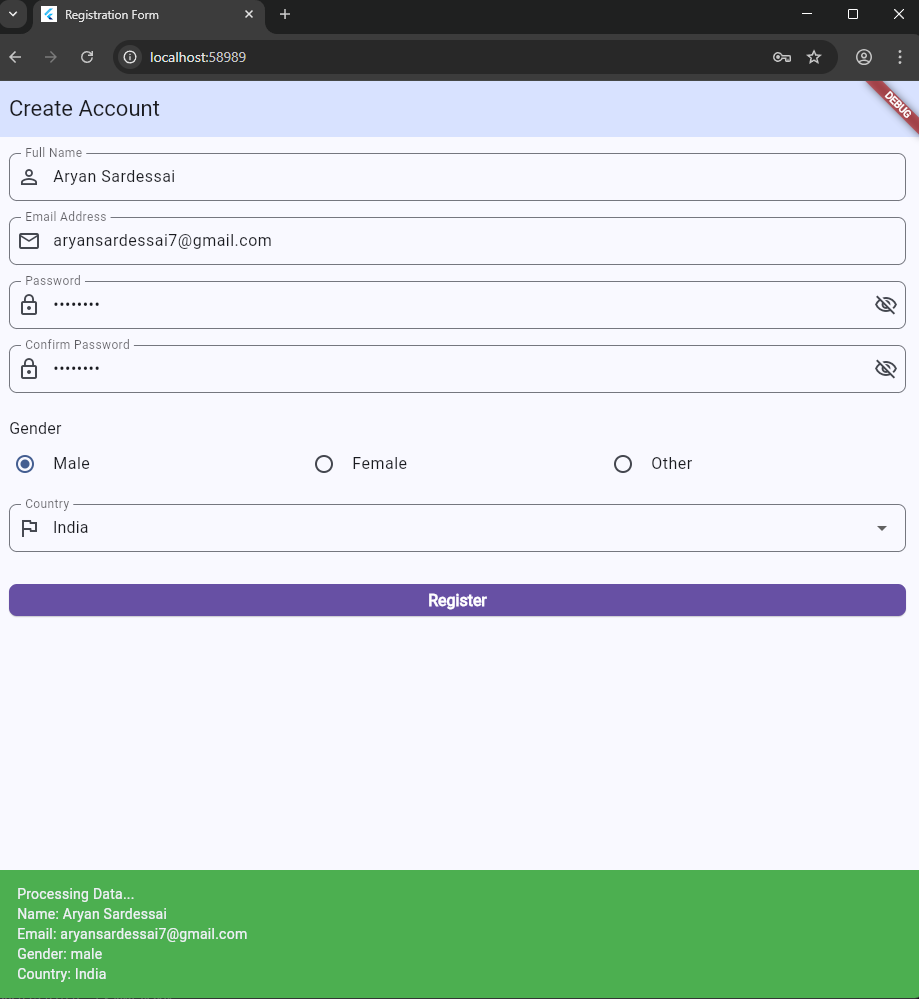 Registration Form
localhost:58989
Create Account
DEBUG
Full Name
Aryan Sardessai
Email Address
aryansardessai7@gmail.com
Password
••••••••
Confirm Password
••••••••
Gender
Male Female Other
Country
India
Register
Processing Data...
Name: Aryan Sardessai
Email: aryansardessai7@gmail.com
Gender: male
Country: India